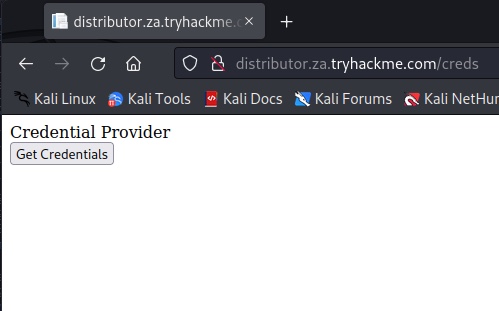 distributor.za.tryhackme.c
distributor.za.tryhackme.com/creds
Kali Linux Kali Tools Kali Docs Kali Forums Kali NetHun
Credential Provider
Get Credentials